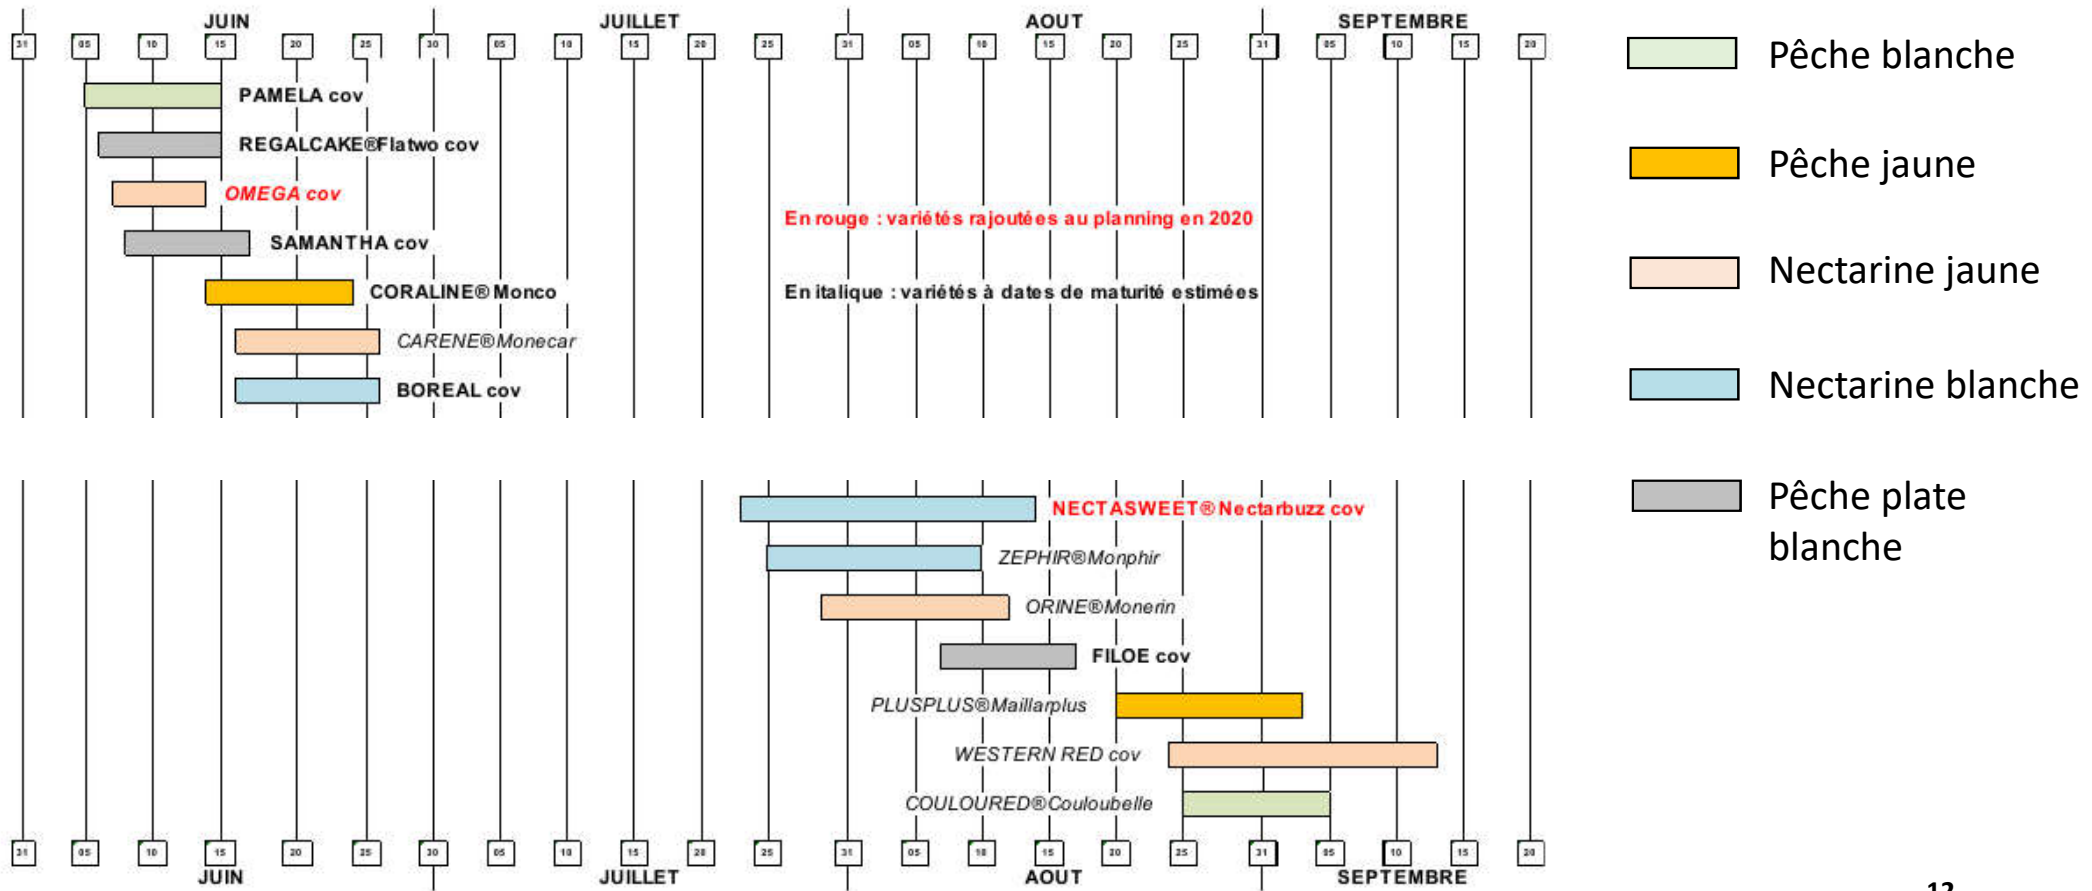 JUIN JUILLET AOUT SEPTEMBRE
31 05 10 15 20 25 30 05 10 15 20 25 31 05 10 15 20 25 31 05 10 15 20
PAMELA cov
REGALCAKE®Flatwo cov
OMEGA cov
En rouge : variétés rajoutées au planning en 2020
SAMANTHA cov
CORALINE® Monco
En italique : variétés à dates de maturité estimées
CARENE®Monecar
BOREAL cov
NECTASWEET®Nectarbuzz cov
ZEPHIR®Monphir
ORINE®Monerin
FILOE cov
PLUSPLUS®Maillarplus
WESTERN RED cov
COULOURED®Couloubelle
31 05 10 15 20 25 30 05 10 15 20 25 31 05 10 15 20 25 31 05 10 15 20
JUIN JUILLET AOUT SEPTEMBRE
Pêche blanche
Pêche jaune
Nectarine jaune
Nectarine blanche
Pêche plate
blanche
12